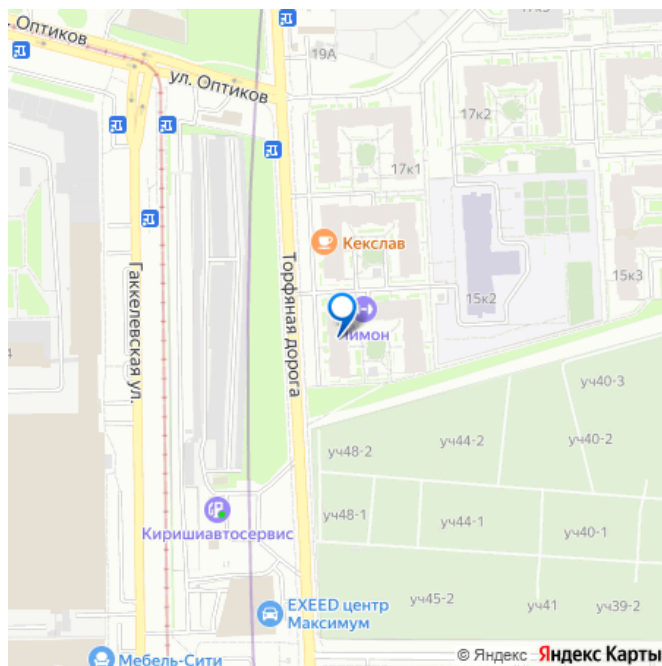 . Оптиков
ул. Оптиков
19А
17к2
17к1
Кекслав
Торфяная дорога
Гаккелевская ул.
15к2
15к3
4
уч40-3
уч48-2
уч44-2
уч40-2
уч48-1
уч44-1
уч40-1
Киришиавтосервис
уч45-2
уч41
уч39-2
EXEED центр
Максимум
Мебель-Сити
© Яндекс Яндекс Карты